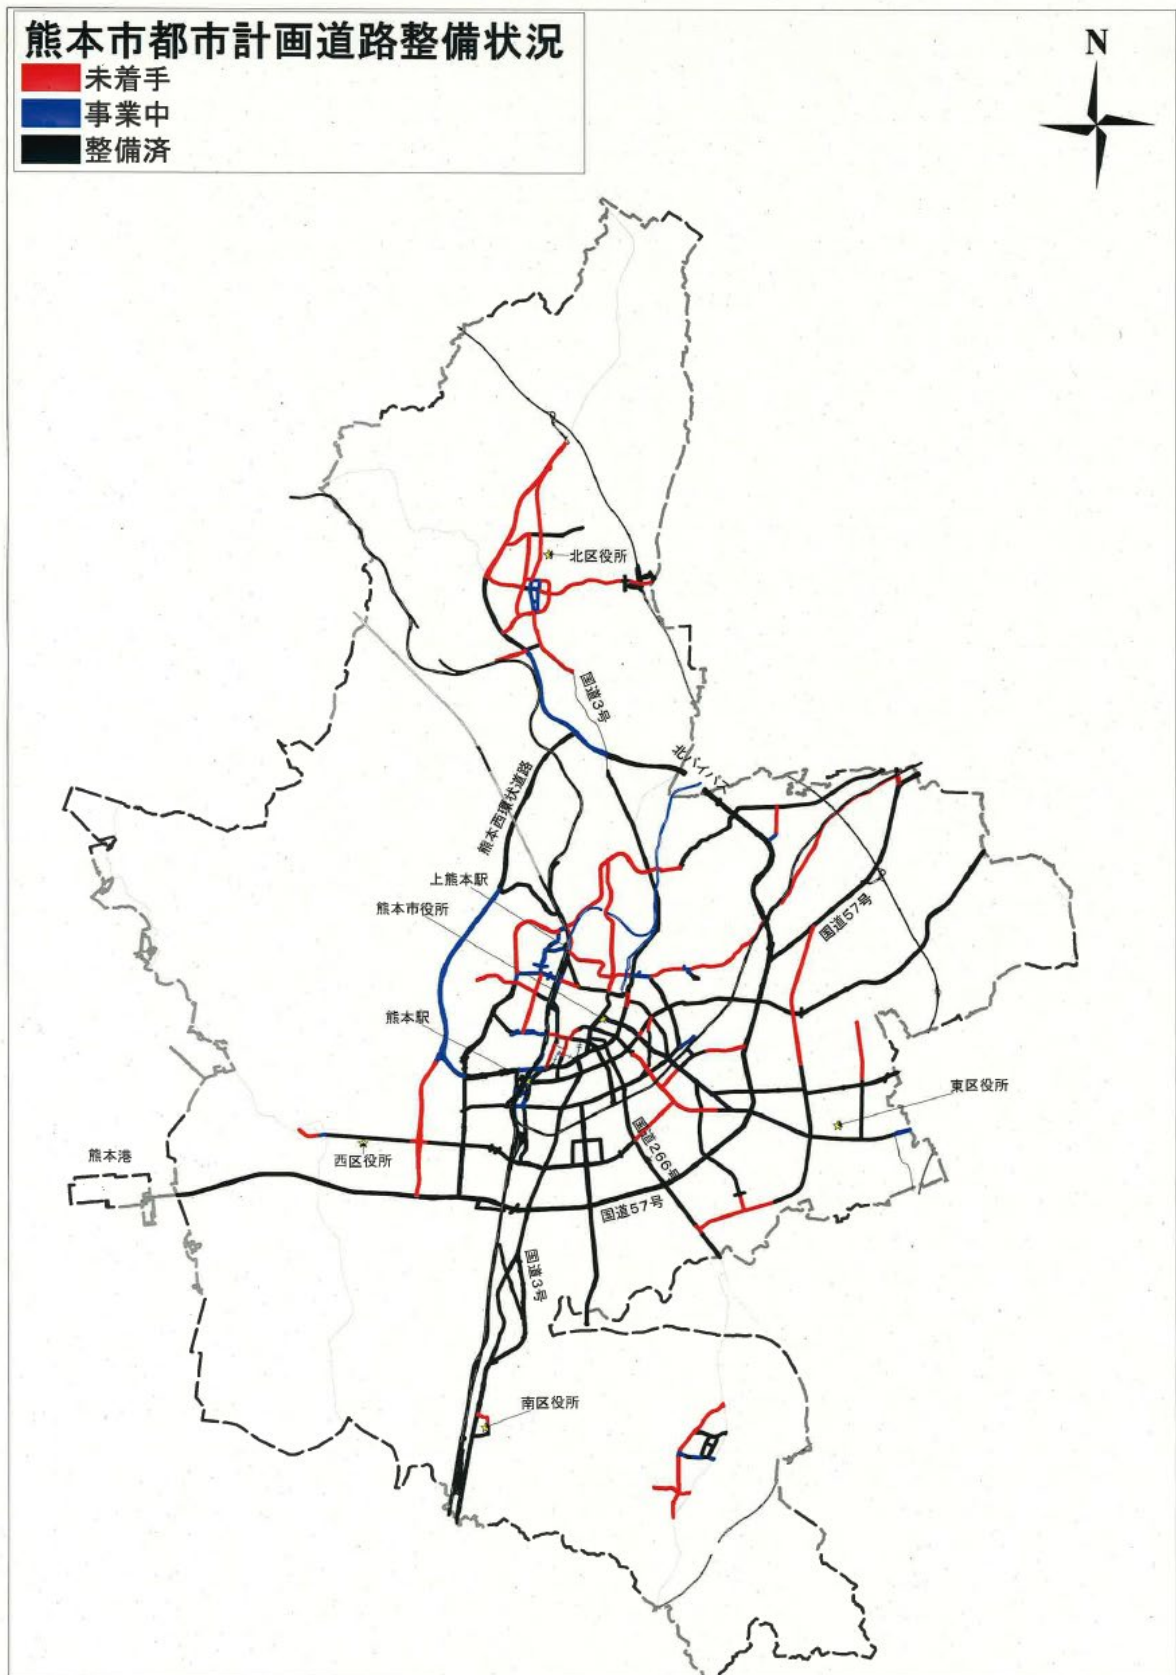 熊本市都市計画道路整備状況
未着手
事業中
整備済
N
北区役所
国道3号
北バイパス
熊本西環状道路
上熊本駅
熊本市役所
国道57号
熊本駅
東区役所
国道266号
西区役所
熊本港
国道57号
国道3号
南区役所